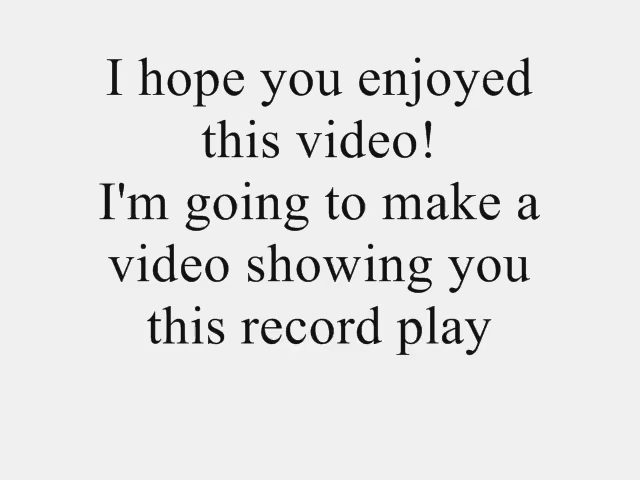 I hope you enjoyed
this video!
I'm going to make a
video showing you
this record play